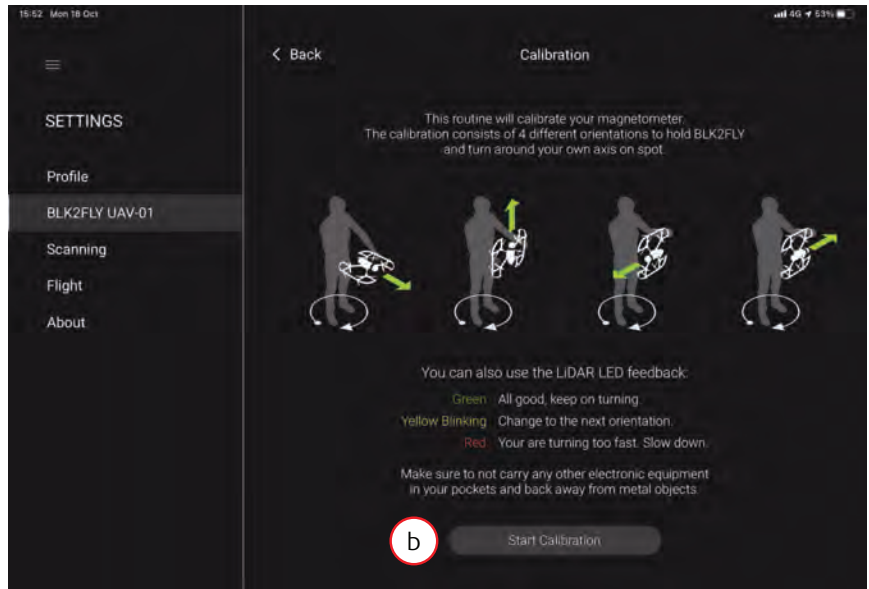 15:52 Mon 18 Oct
4G 53%
Back
Calibration
SETTINGS
Profile
BLK2FLY UAV-01
Scanning
Flight
About
This routine will calibrate your magnetometer.
The calibration consists of 4 different orientations to hold BLK2FLY
and turn around your own axis on spot.
You can also use the LiDAR LED feedback:
Green All good, keep on turning.
Yellow Blinking Change to the next orientation.
Red Your are turning too fast. Slow down.
Make sure to not carry any other electronic equipment
in your pockets and back away from metal objects.
b
Start Calibration